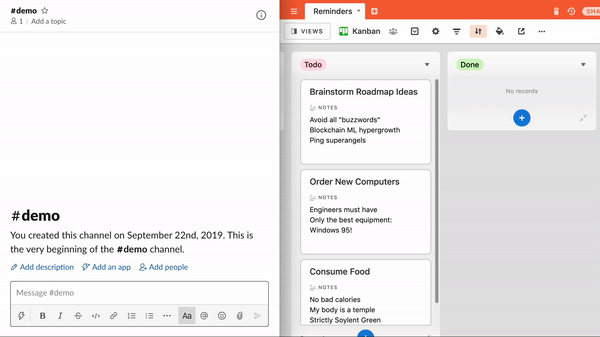 #demo
1 | Add a topic
#demo
You created this channel on September 22nd, 2019. This is
the very beginning of the #demo channel.
Add description
Add an app
Add people
Message #demo
B I S Aa @
Reminders
SHA
VIEWS
Kanban
Todo
Brainstorm Roadmap Ideas
NOTES
Avoid all "buzzwords"
Blockchain ML hypergrowth
Ping superangels
Order New Computers
NOTES
Engineers must have
Only the best equipment:
Windows 95!
Consume Food
NOTES
No bad calories
My body is a temple
Strictly Soylent Green
Done
No records